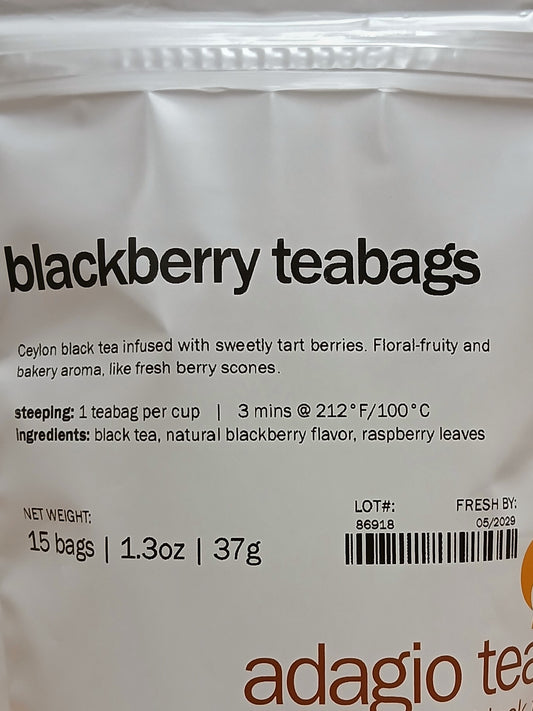 blackberry teabags
Ceylon black tea infused with sweetly tart berries. Floral-fruity and
bakery aroma, like fresh berry scones.
steeping: 1 teabag per cup | 3 mins @ 212°F/100°C
ingredients: black tea, natural blackberry flavor, raspberry leaves
NET WEIGHT:
15 bags | 1.3oz | 37g
LOT#: FRESH BY:
86918 05/2029
adagio